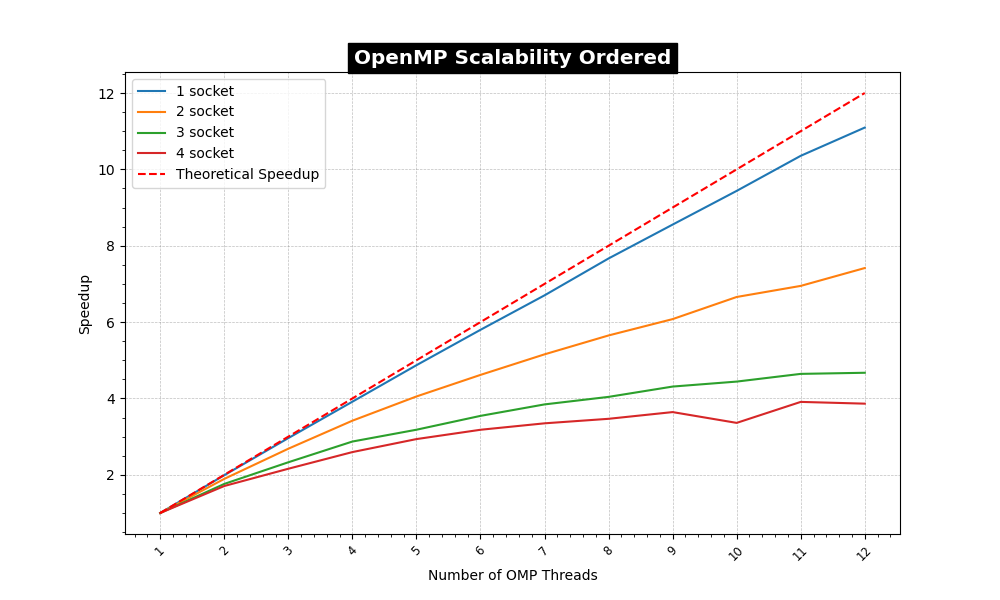 OpenMP Scalability Ordered
1 socket
2 socket
3 socket
4 socket
Theoretical Speedup
12
10
8
6
4
2
Speedup
1 2 3 4 5 6 7 8 9 10 11 12
Number of OMP Threads